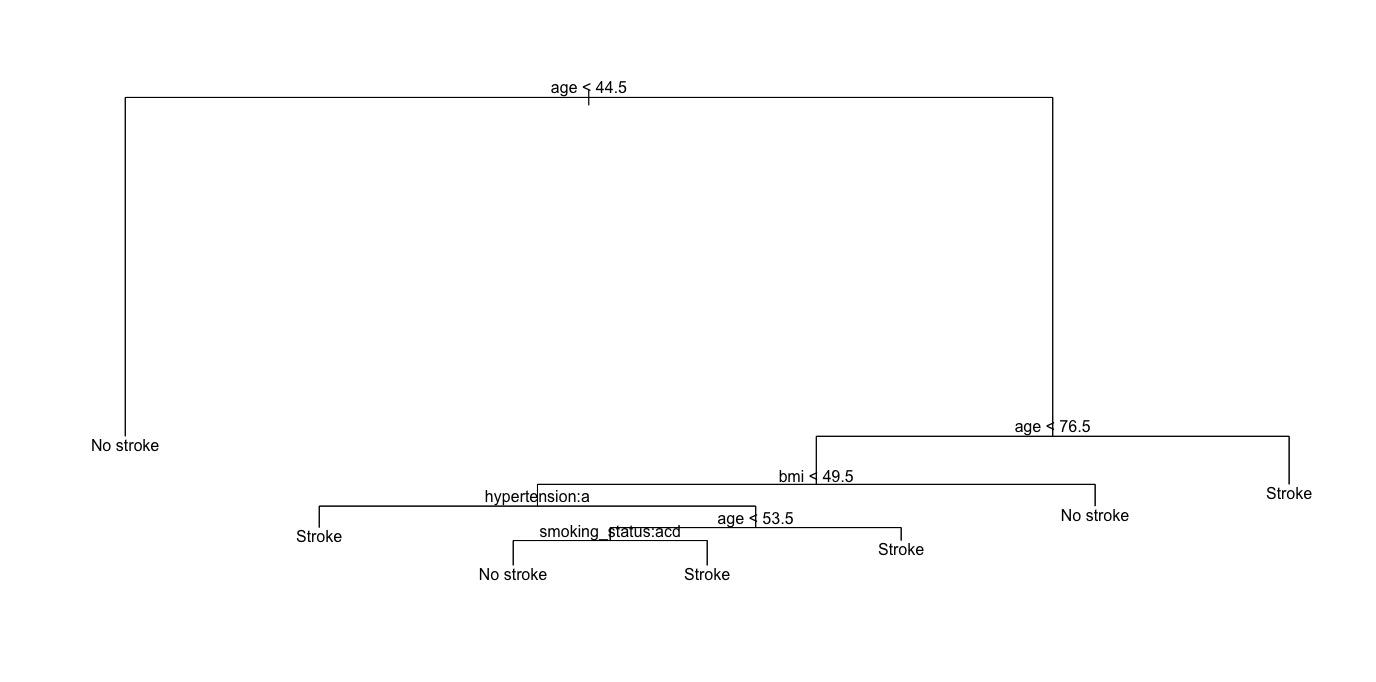 age < 44.5
age < 76.5
No stroke
bmi < 49.5
Stroke
hypertension:a
No stroke
age < 53.5
smoking_status:acd
Stroke
Stroke
No stroke
Stroke